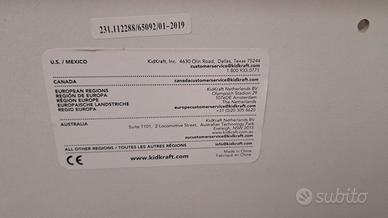 231.112288/65092/01-2019
U.S. / MEXICO
KidKraft, Inc. 4630 Olin Road, Dallas, Texas 75244
customerservice@kidkraft.com
1.800.933.0771
CANADA
canadacustomerservice@kidkraft.com
EUROPEAN REGIONS
REGIÓN DE EUROPA
RÉGION EUROPE
EUROPÄISCHE LANDSTRICHE
REGIO EUROPA
KidKraft Netherlands BV
Olympisch Stadion 29
1076DE Amsterdam
The Netherlands
europecustomerservice@kidkraft.com
+31 (0)20 305 8620
AUSTRALIA
KidKraft Netherlands BV
Suite 1101, 2 Locomotive Street, Australian Technology Park
Eveleigh, NSW 2015
aucustomerservice@kidkraft.com
ALL OTHER REGIONS / TOUTES LES AUTRES RÉGIONS
info@kidkraft.com
CE
www.kidkraft.com
Made in China
Fabriqué en China
subito